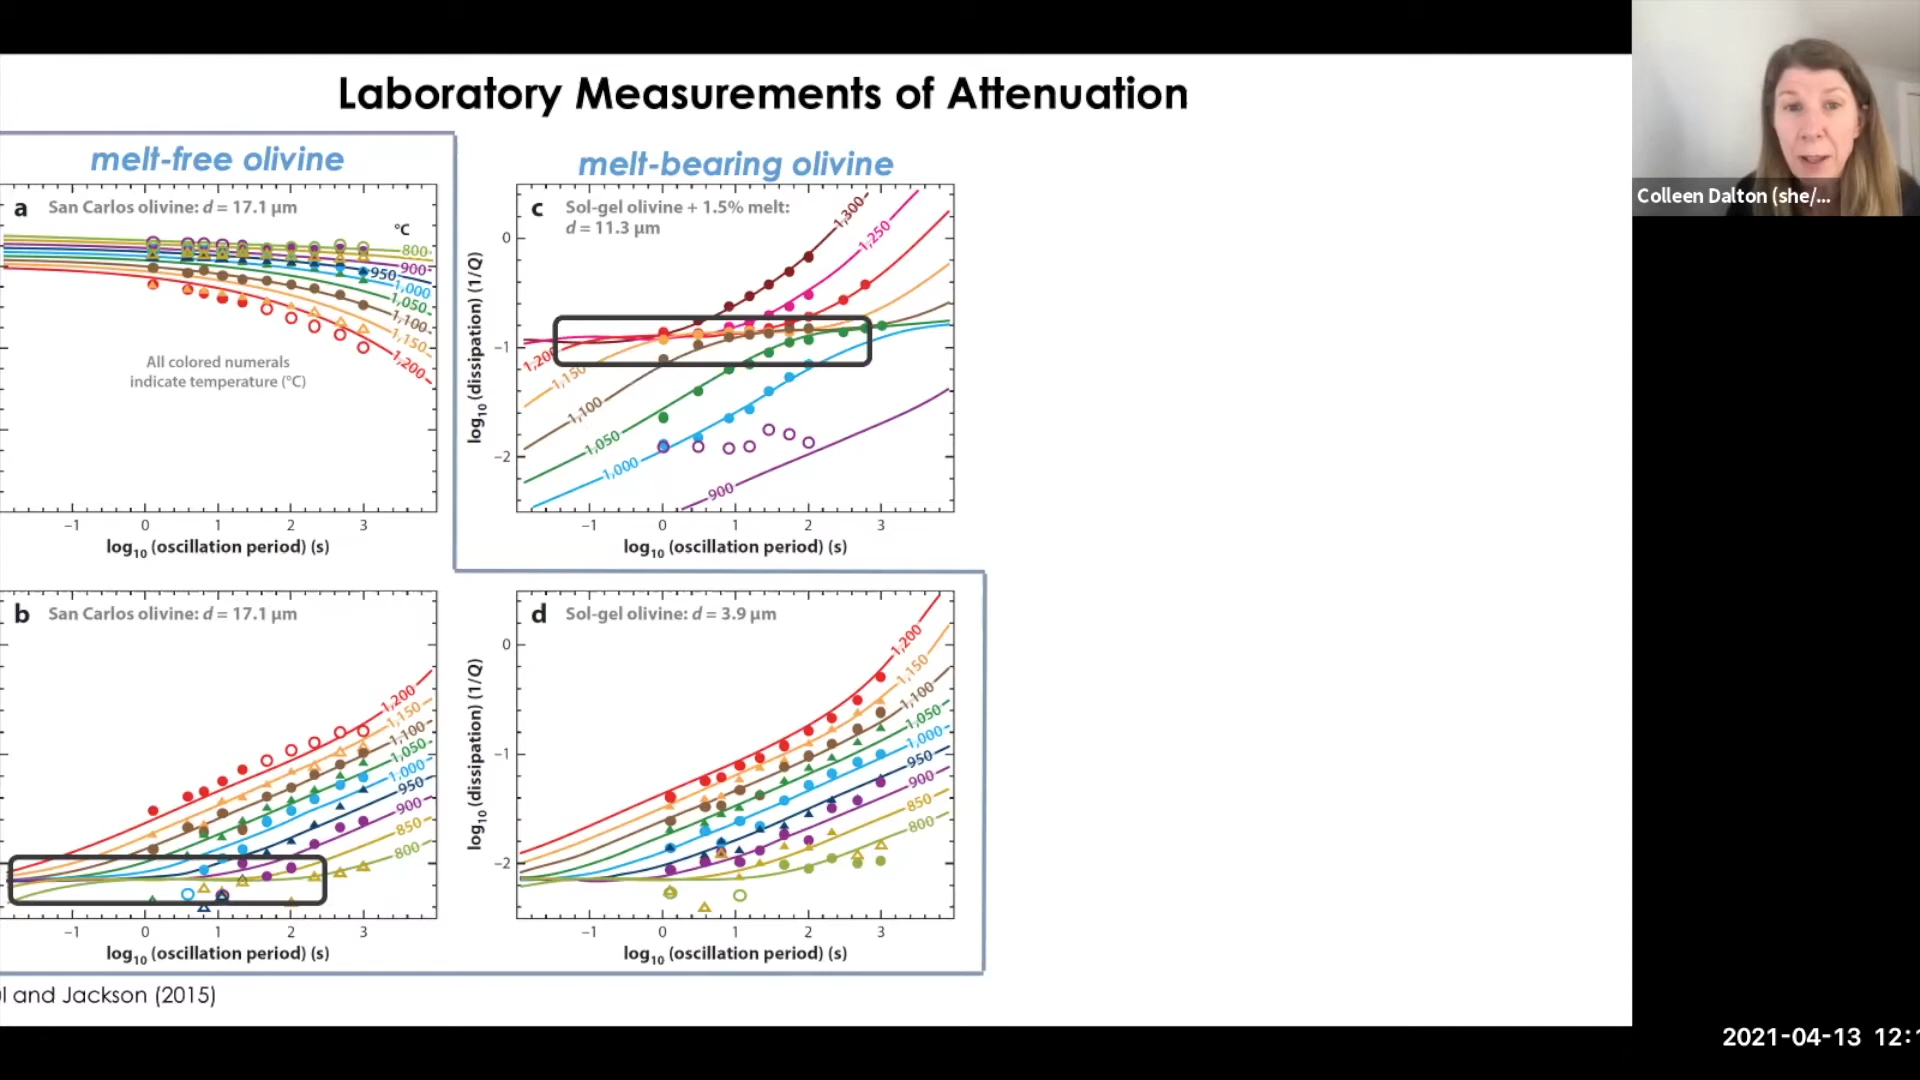 Laboratory Measurements of Attenuation
Colleen Dalton (she/...
melt-free olivine
melt-bearing olivine
a San Carlos olivine: d = 17.1 µm
°C
800
900
950
1,000
1,050
1,100
1,150
1,200
All colored numerals
indicate temperature (°C)
−1 0 1 2 3
log10 (oscillation period) (s)
c Sol-gel olivine + 1.5% melt:
d = 11.3 µm
1,300
1,250
1,200
1,150
1,100
1,050
1,000
900
0
−1
−2
log10 (dissipation) (1/Q)
−1 0 1 2 3
log10 (oscillation period) (s)
b San Carlos olivine: d = 17.1 µm
1,200
1,150
1,100
1,050
1,000
950
900
850
800
−1 0 1 2 3
log10 (oscillation period) (s)
d Sol-gel olivine: d = 3.9 µm
1,200
1,150
1,100
1,050
1,000
950
900
850
800
0
−1
−2
log10 (dissipation) (1/Q)
−1 0 1 2 3
log10 (oscillation period) (s)
and Jackson (2015)
2021-04-13 12: